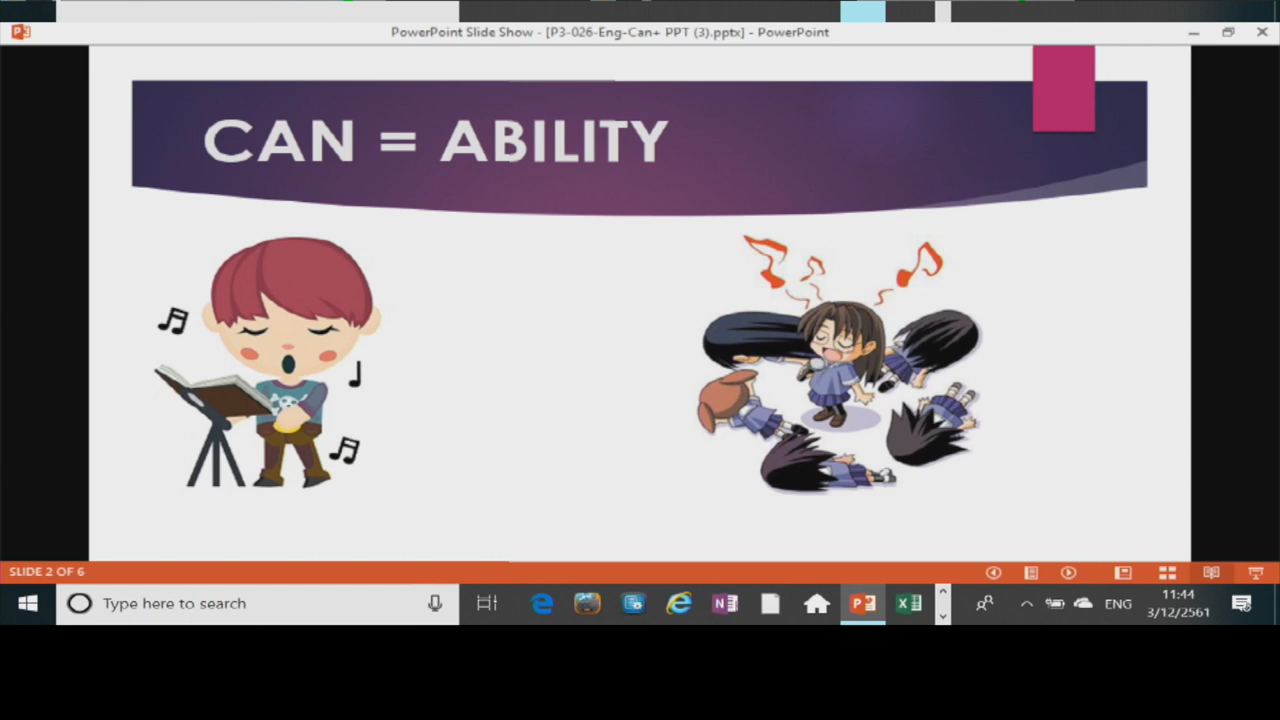 PowerPoint Slide Show - [P3-026-Eng-Can+ PPT (3).pptx] - PowerPoint
CAN = ABILITY
SLIDE 2 OF 6
Type here to search
ENG
11:44
3/12/2561